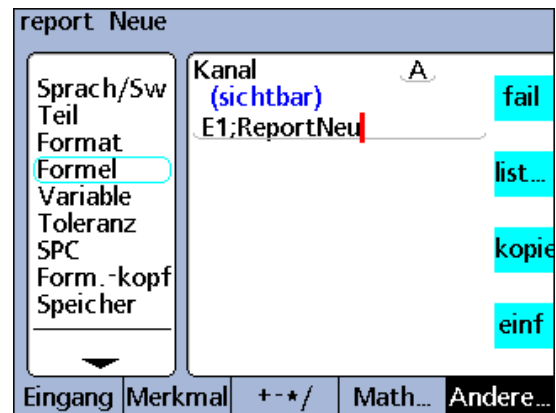 report Neue
Sprach/Sw
Teil
Format
Formel
Variable
Toleranz
SPC
Form.-kopf
Speicher
Kanal A
(sichtbar)
E1;ReportNeu
fail
list...
kopie
einf
Eingang Merkmal +-*/ Math... Andere...